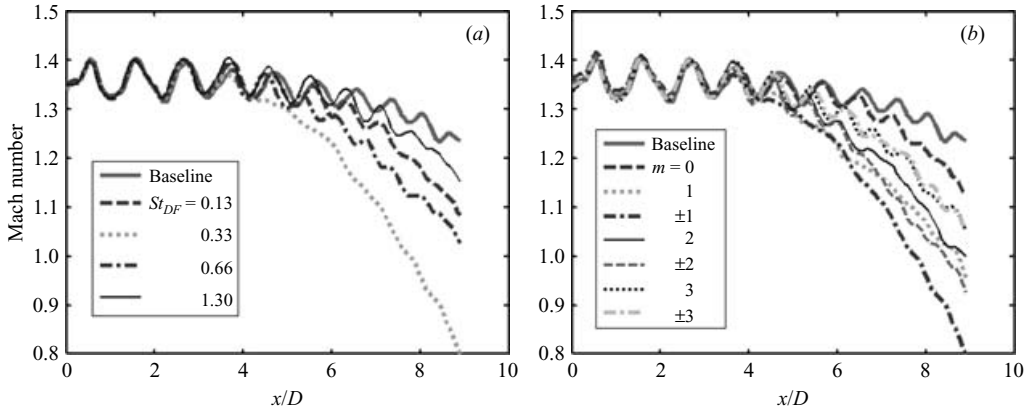 (a)
1.5
1.4
1.3
1.2
1.1
1.0
0.9
0.8
Mach number
Baseline
St_DF = 0.13
0.33
0.66
1.30
0 2 4 6 8 10
x/D
(b)
1.5
1.4
1.3
1.2
1.1
1.0
0.9
0.8
Baseline
m = 0
1
±1
2
±2
3
±3
0 2 4 6 8 10
x/D